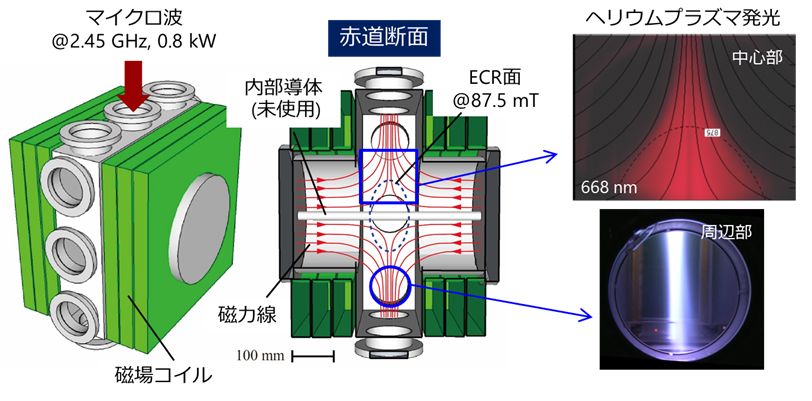 マイクロ波
@2.45 GHz, 0.8 kW
赤道断面
ヘリウムプラズマ発光
内部導体
(未使用)
ECR面
@87.5 mT
中心部
875
668 nm
周辺部
磁力線
磁場コイル
100 mm